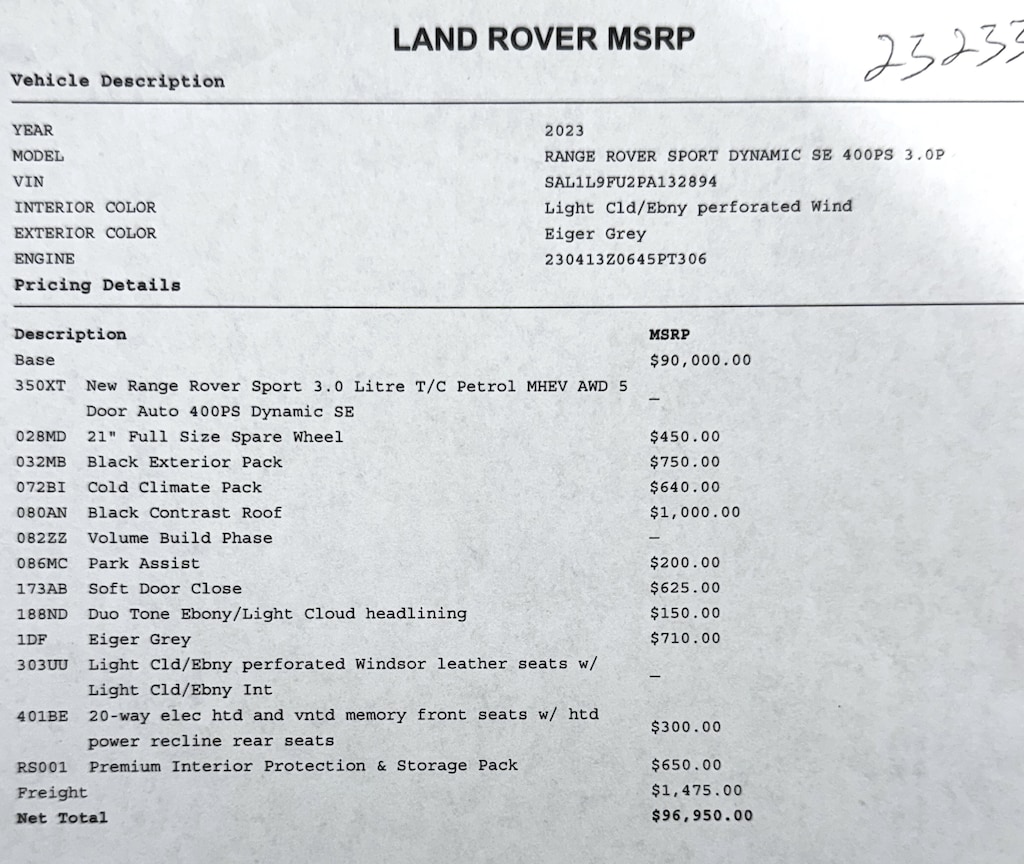 LAND ROVER MSRP
23233
Vehicle Description
YEAR 2023
MODEL RANGE ROVER SPORT DYNAMIC SE 400PS 3.0P
VIN SAL1L9FU2PA132894
INTERIOR COLOR Light Cld/Ebny perforated Wind
EXTERIOR COLOR Eiger Grey
ENGINE 230413Z0645PT306
Pricing Details
Description MSRP
Base $90,000.00
350XT New Range Rover Sport 3.0 Litre T/C Petrol MHEV AWD 5 –
Door Auto 400PS Dynamic SE
028MD 21" Full Size Spare Wheel $450.00
032MB Black Exterior Pack $750.00
072BI Cold Climate Pack $640.00
080AN Black Contrast Roof $1,000.00
082ZZ Volume Build Phase –
086MC Park Assist $200.00
173AB Soft Door Close $625.00
188ND Duo Tone Ebony/Light Cloud headlining $150.00
1DF Eiger Grey $710.00
303UU Light Cld/Ebny perforated Windsor leather seats w/ –
Light Cld/Ebny Int
401BE 20-way elec htd and vntd memory front seats w/ htd $300.00
power recline rear seats
RS001 Premium Interior Protection & Storage Pack $650.00
Freight $1,475.00
Net Total $96,950.00